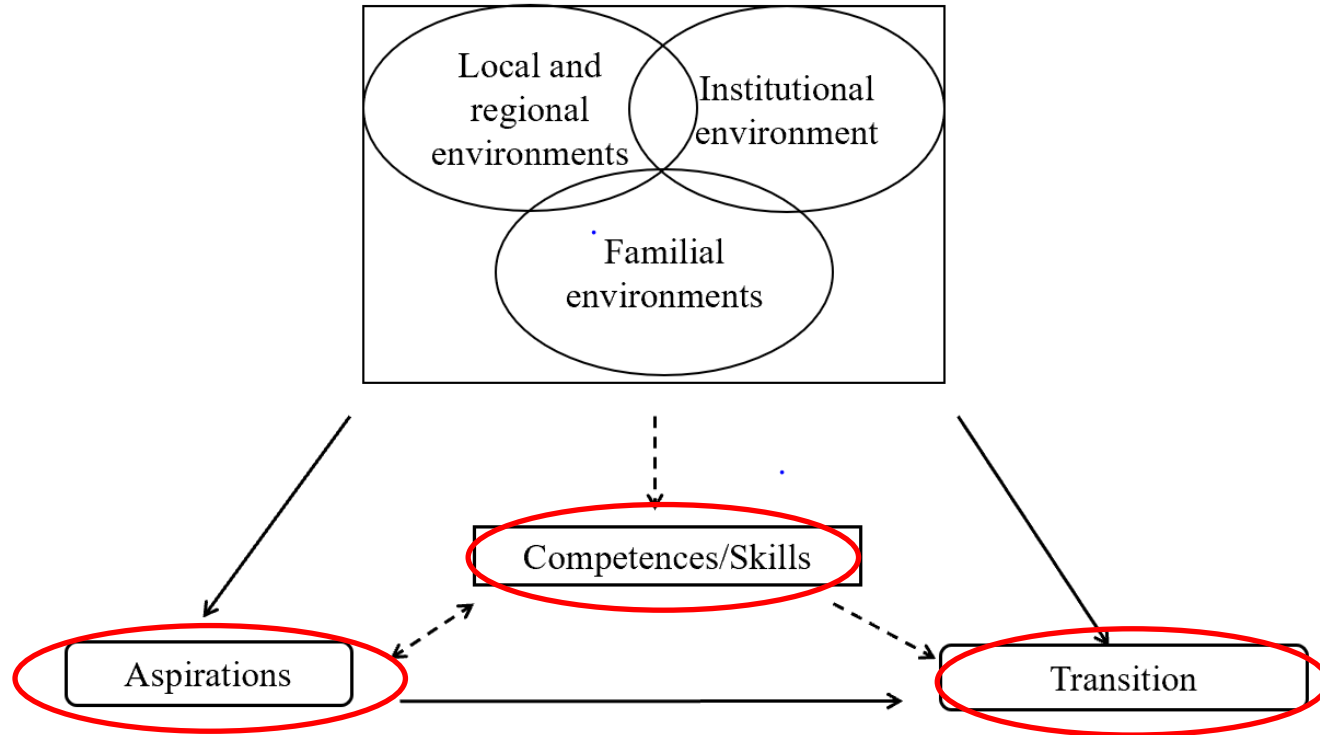 Local and
regional
environments
Institutional
environment
Familial
environments
Competences/Skills
Aspirations
Transition